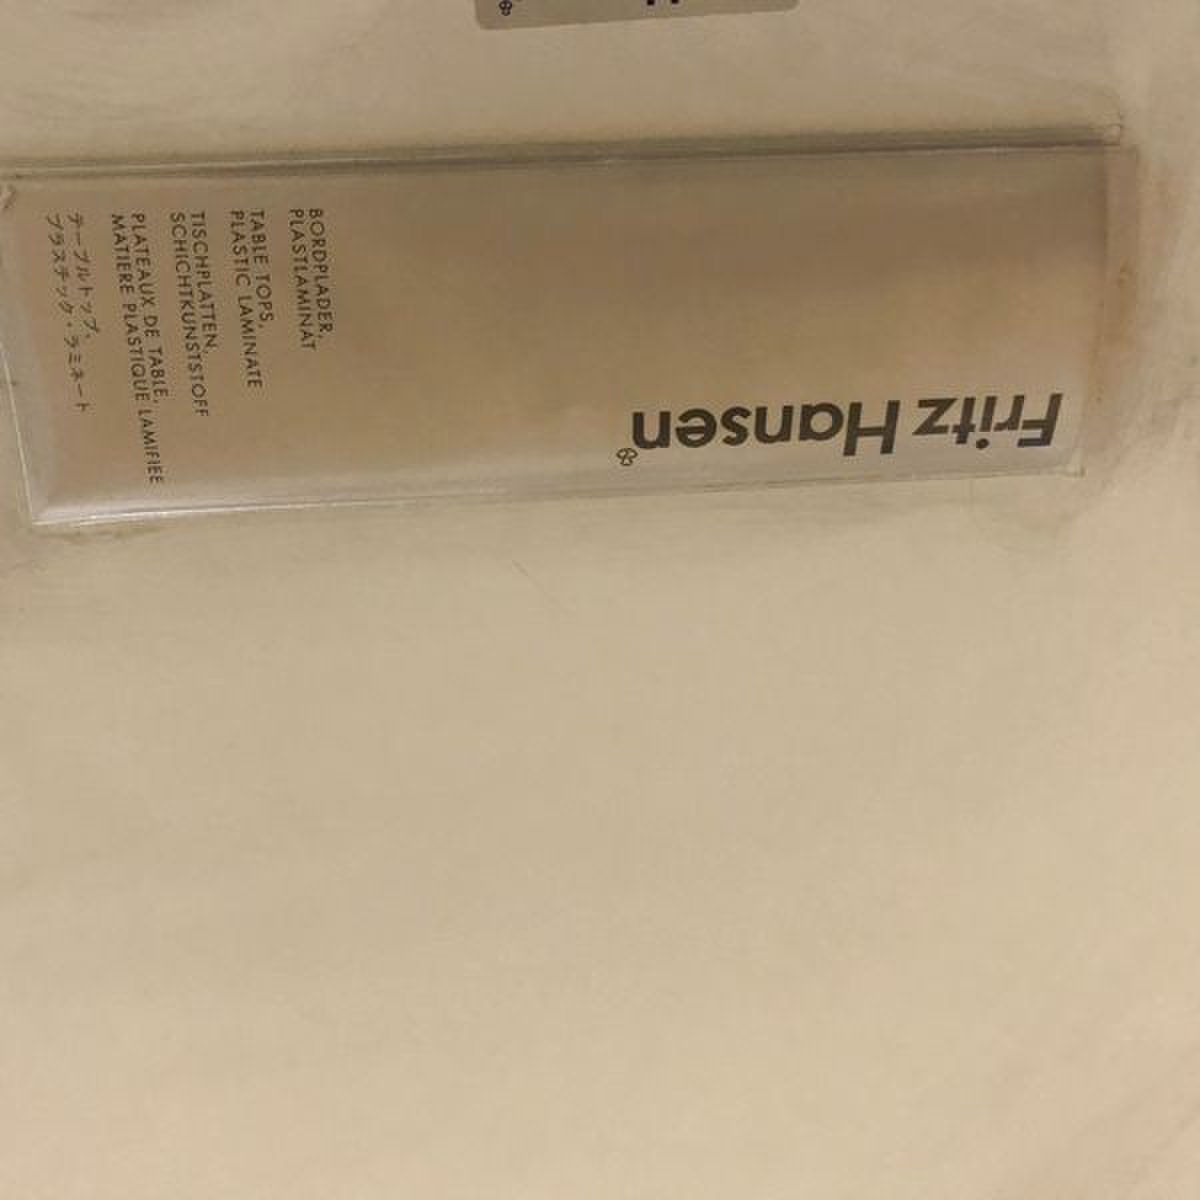 Fritz Hansen
BORDPLADER,
PLASTLAMINAT
TABLE TOPS,
PLASTIC LAMINATE
TISCHPLATTEN,
SCHICHTKUNSTSTOFF
PLATEAUX DE TABLE,
MATIERE PLASTIQUE LAMIFIEE
テーブルトップ、
プラスチック・ラミネート